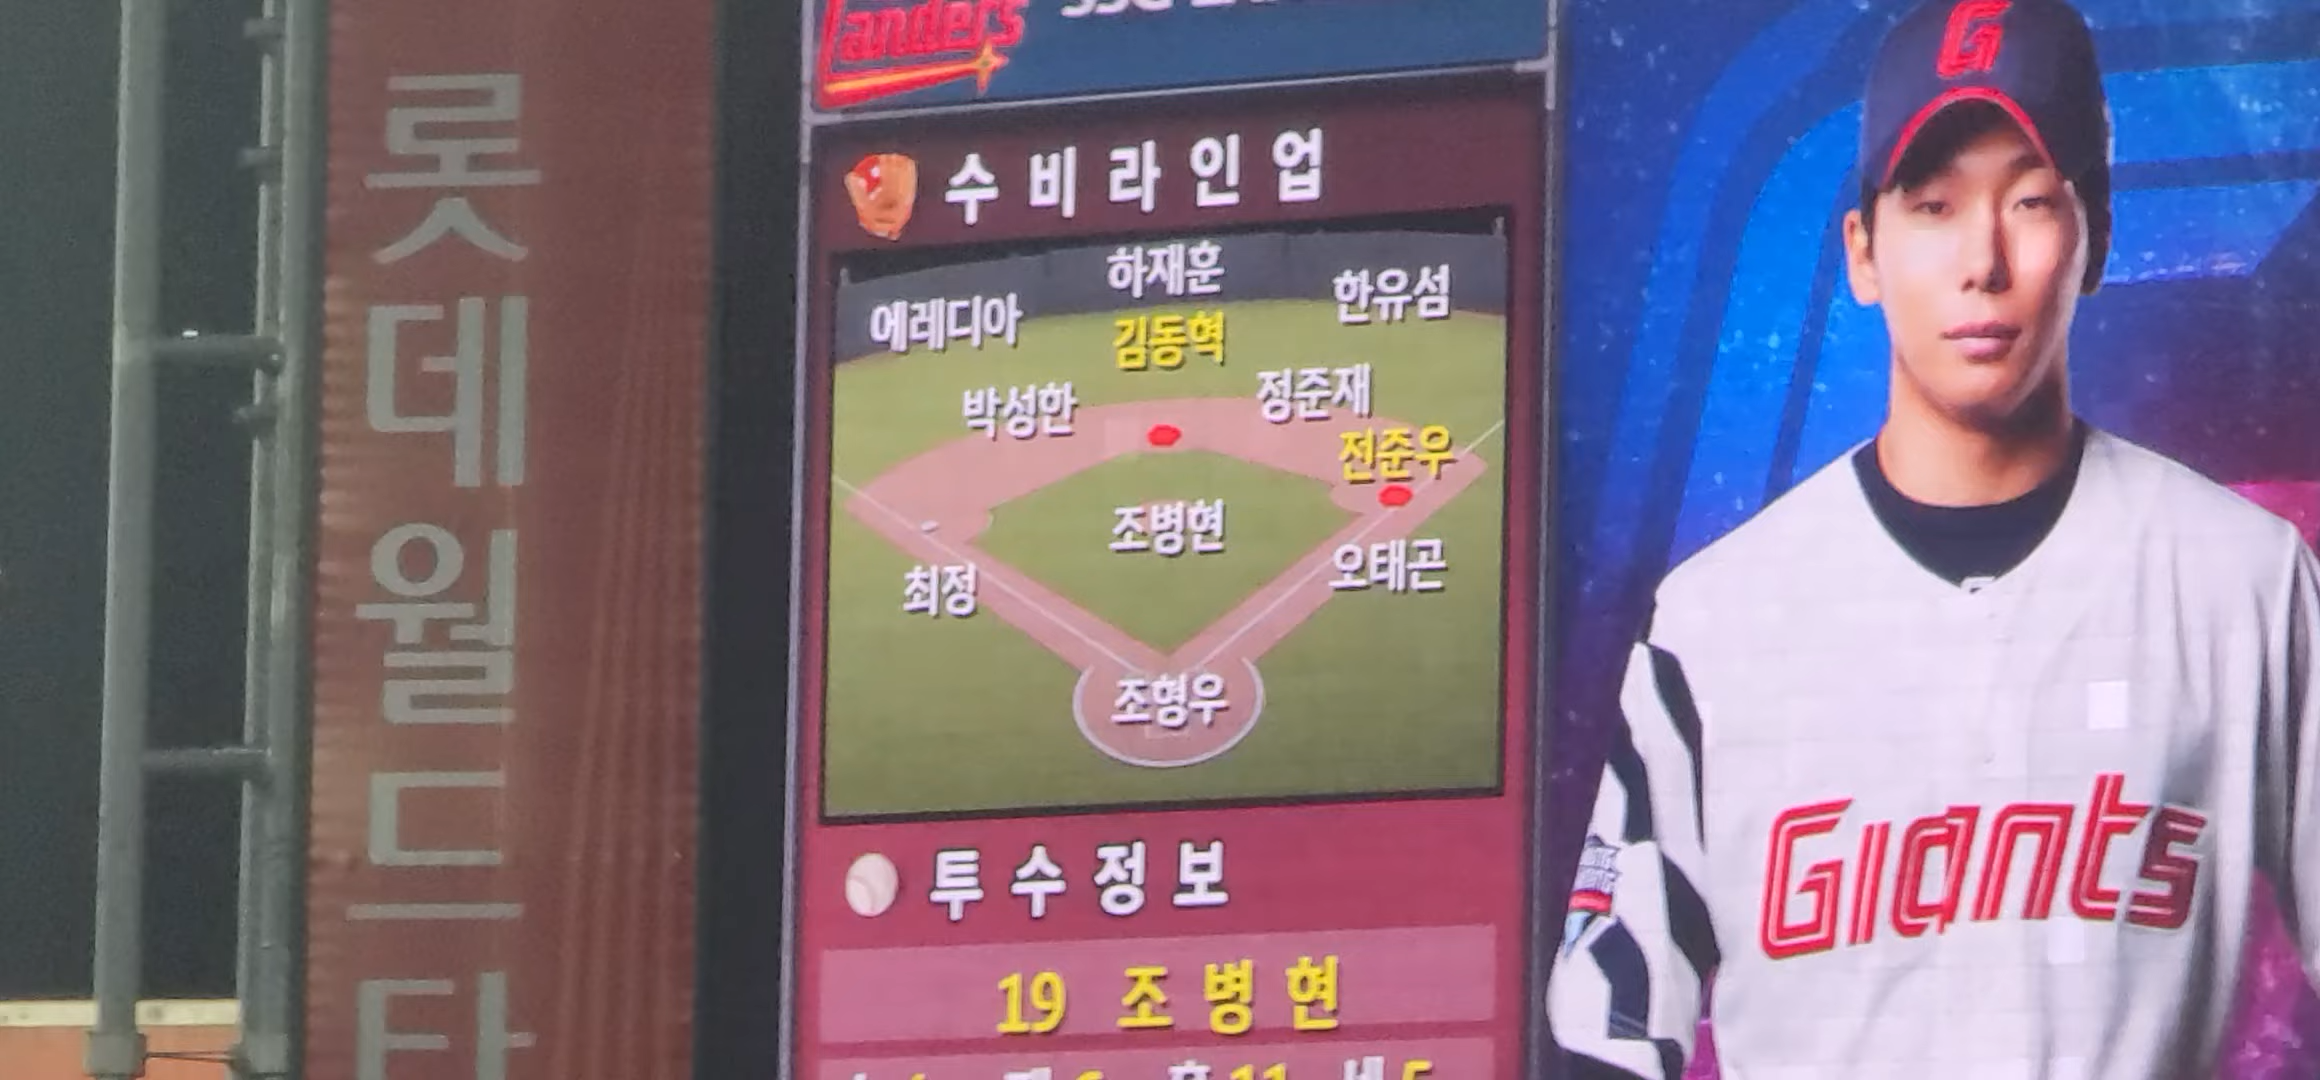 롯데월드
Landers
수비라인업
하재훈
에레디아
한유섬
김동혁
박성한
정준재
전준우
조병현
최정
오태곤
조형우
투수정보
19 조병현
G
Giants